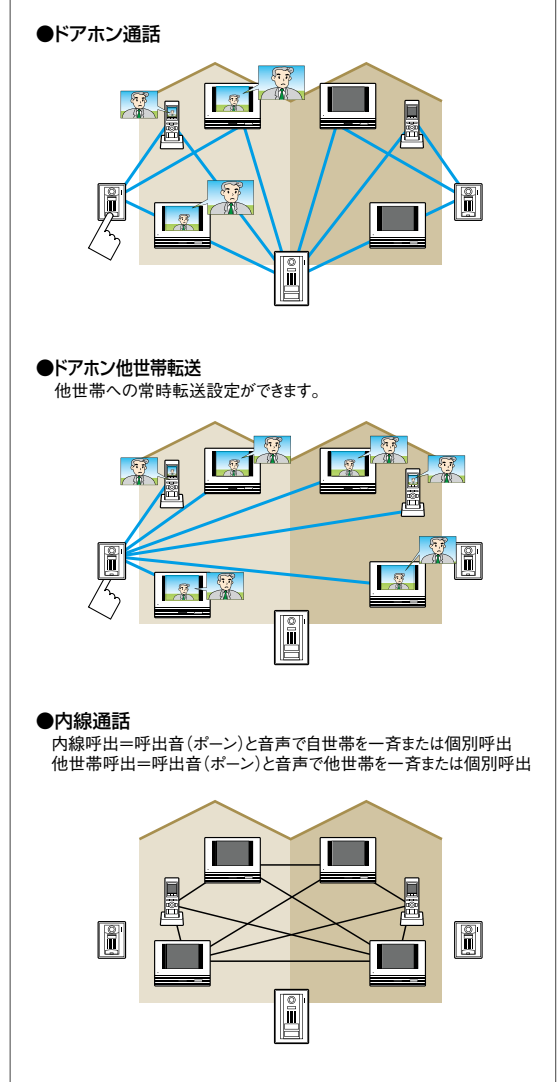 ●ドアホン通話
●ドアホン他世帯転送
他世帯への常時転送設定ができます。
●内線通話
内線呼出＝呼出音（ポーン）と音声で自世帯を一斉または個別呼出
他世帯呼出＝呼出音（ポーン）と音声で他世帯を一斉または個別呼出